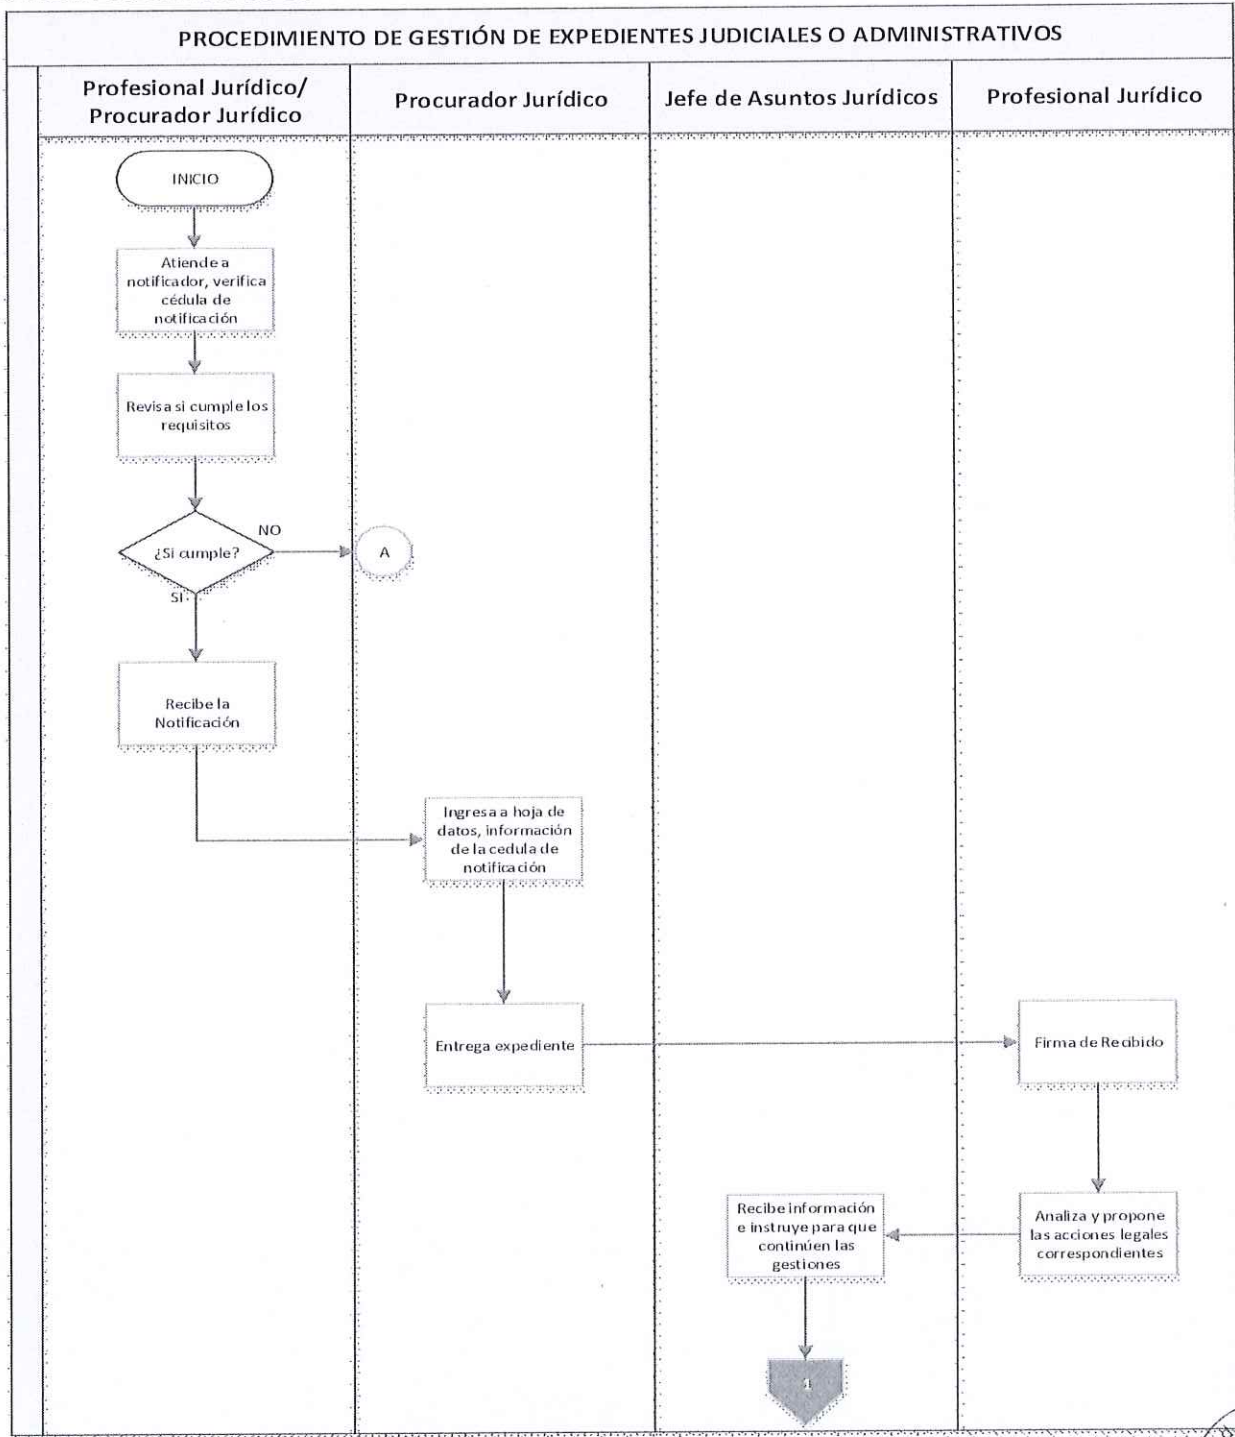 PROCEDIMIENTO DE GESTIÓN DE EXPEDIENTES JUDICIALES O ADMINISTRATIVOS
Profesional Jurídico/
Procurador Jurídico
Procurador Jurídico
Jefe de Asuntos Jurídicos
Profesional Jurídico
INICIO
Atiende a
notificador, verifica
cédula de
notificación
Revisa si cumple los
requisitos
¿Si cumple?
NO
A
SI
Recibe la
Notificación
Ingresa a hoja de
datos, información
de la cedula de
notificación
Entrega expediente
Firma de Recibido
Analiza y propone
las acciones legales
correspondientes
Recibe información
e instruye para que
continúen las
gestiones
1